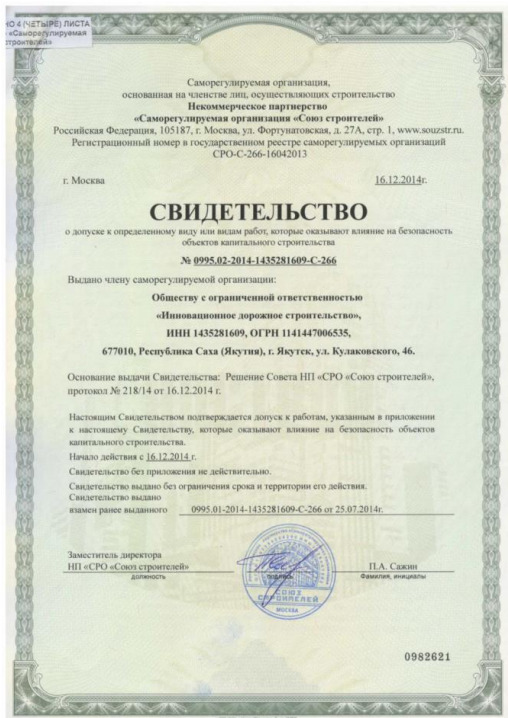 НО 4 (ЧЕТЫРЕ) ЛИСТА
«Саморегулируемая
строителей»
Саморегулируемая организация,
основанная на членстве лиц, осуществляющих строительство
Некоммерческое партнерство
«Саморегулируемая организация «Союз строителей»
Российская Федерация, 105187, г. Москва, ул. Фортунатовская, д. 27А, стр. 1, www.souzstr.ru.
Регистрационный номер в государственном реестре саморегулируемых организаций
СРО-С-266-16042013
г. Москва 16.12.2014г.
СВИДЕТЕЛЬСТВО
о допуске к определенному виду или видам работ, которые оказывают влияние на безопасность
объектов капитального строительства
№ 0995.02-2014-1435281609-С-266
Выдано члену саморегулируемой организации:
Обществу с ограниченной ответственностью
«Инновационное дорожное строительство»,
ИНН 1435281609, ОГРН 1141447006535,
677010, Республика Саха (Якутия), г. Якутск, ул. Кулаковского, 46.
Основание выдачи Свидетельства: Решение Совета НП «СРО «Союз строителей»,
протокол № 218/14 от 16.12.2014 г.
Настоящим Свидетельством подтверждается допуск к работам, указанным в приложении
к настоящему Свидетельству, которые оказывают влияние на безопасность объектов
капитального строительства.
Начало действия с 16.12.2014 г.
Свидетельство без приложения не действительно.
Свидетельство выдано без ограничения срока и территории его действия.
Свидетельство выдано
взамен ранее выданного 0995.01-2014-1435281609-С-266 от 25.07.2014г.
Заместитель директора
НП «СРО «Союз строителей» П.А. Сажин
должность подпись Фамилия, инициалы
СОЮЗ
СТРОИТЕЛЕЙ
МОСКВА
0982621